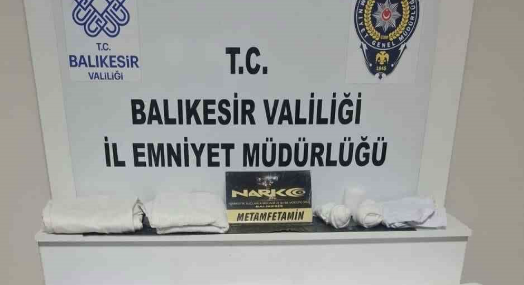 T.C.
BALIKESİR
VALİLİĞİ
T.C.
BALIKESİR VALİLİĞİ
İL EMNİYET MÜDÜRLÜĞÜ
NARKO
METAMFETAMİN